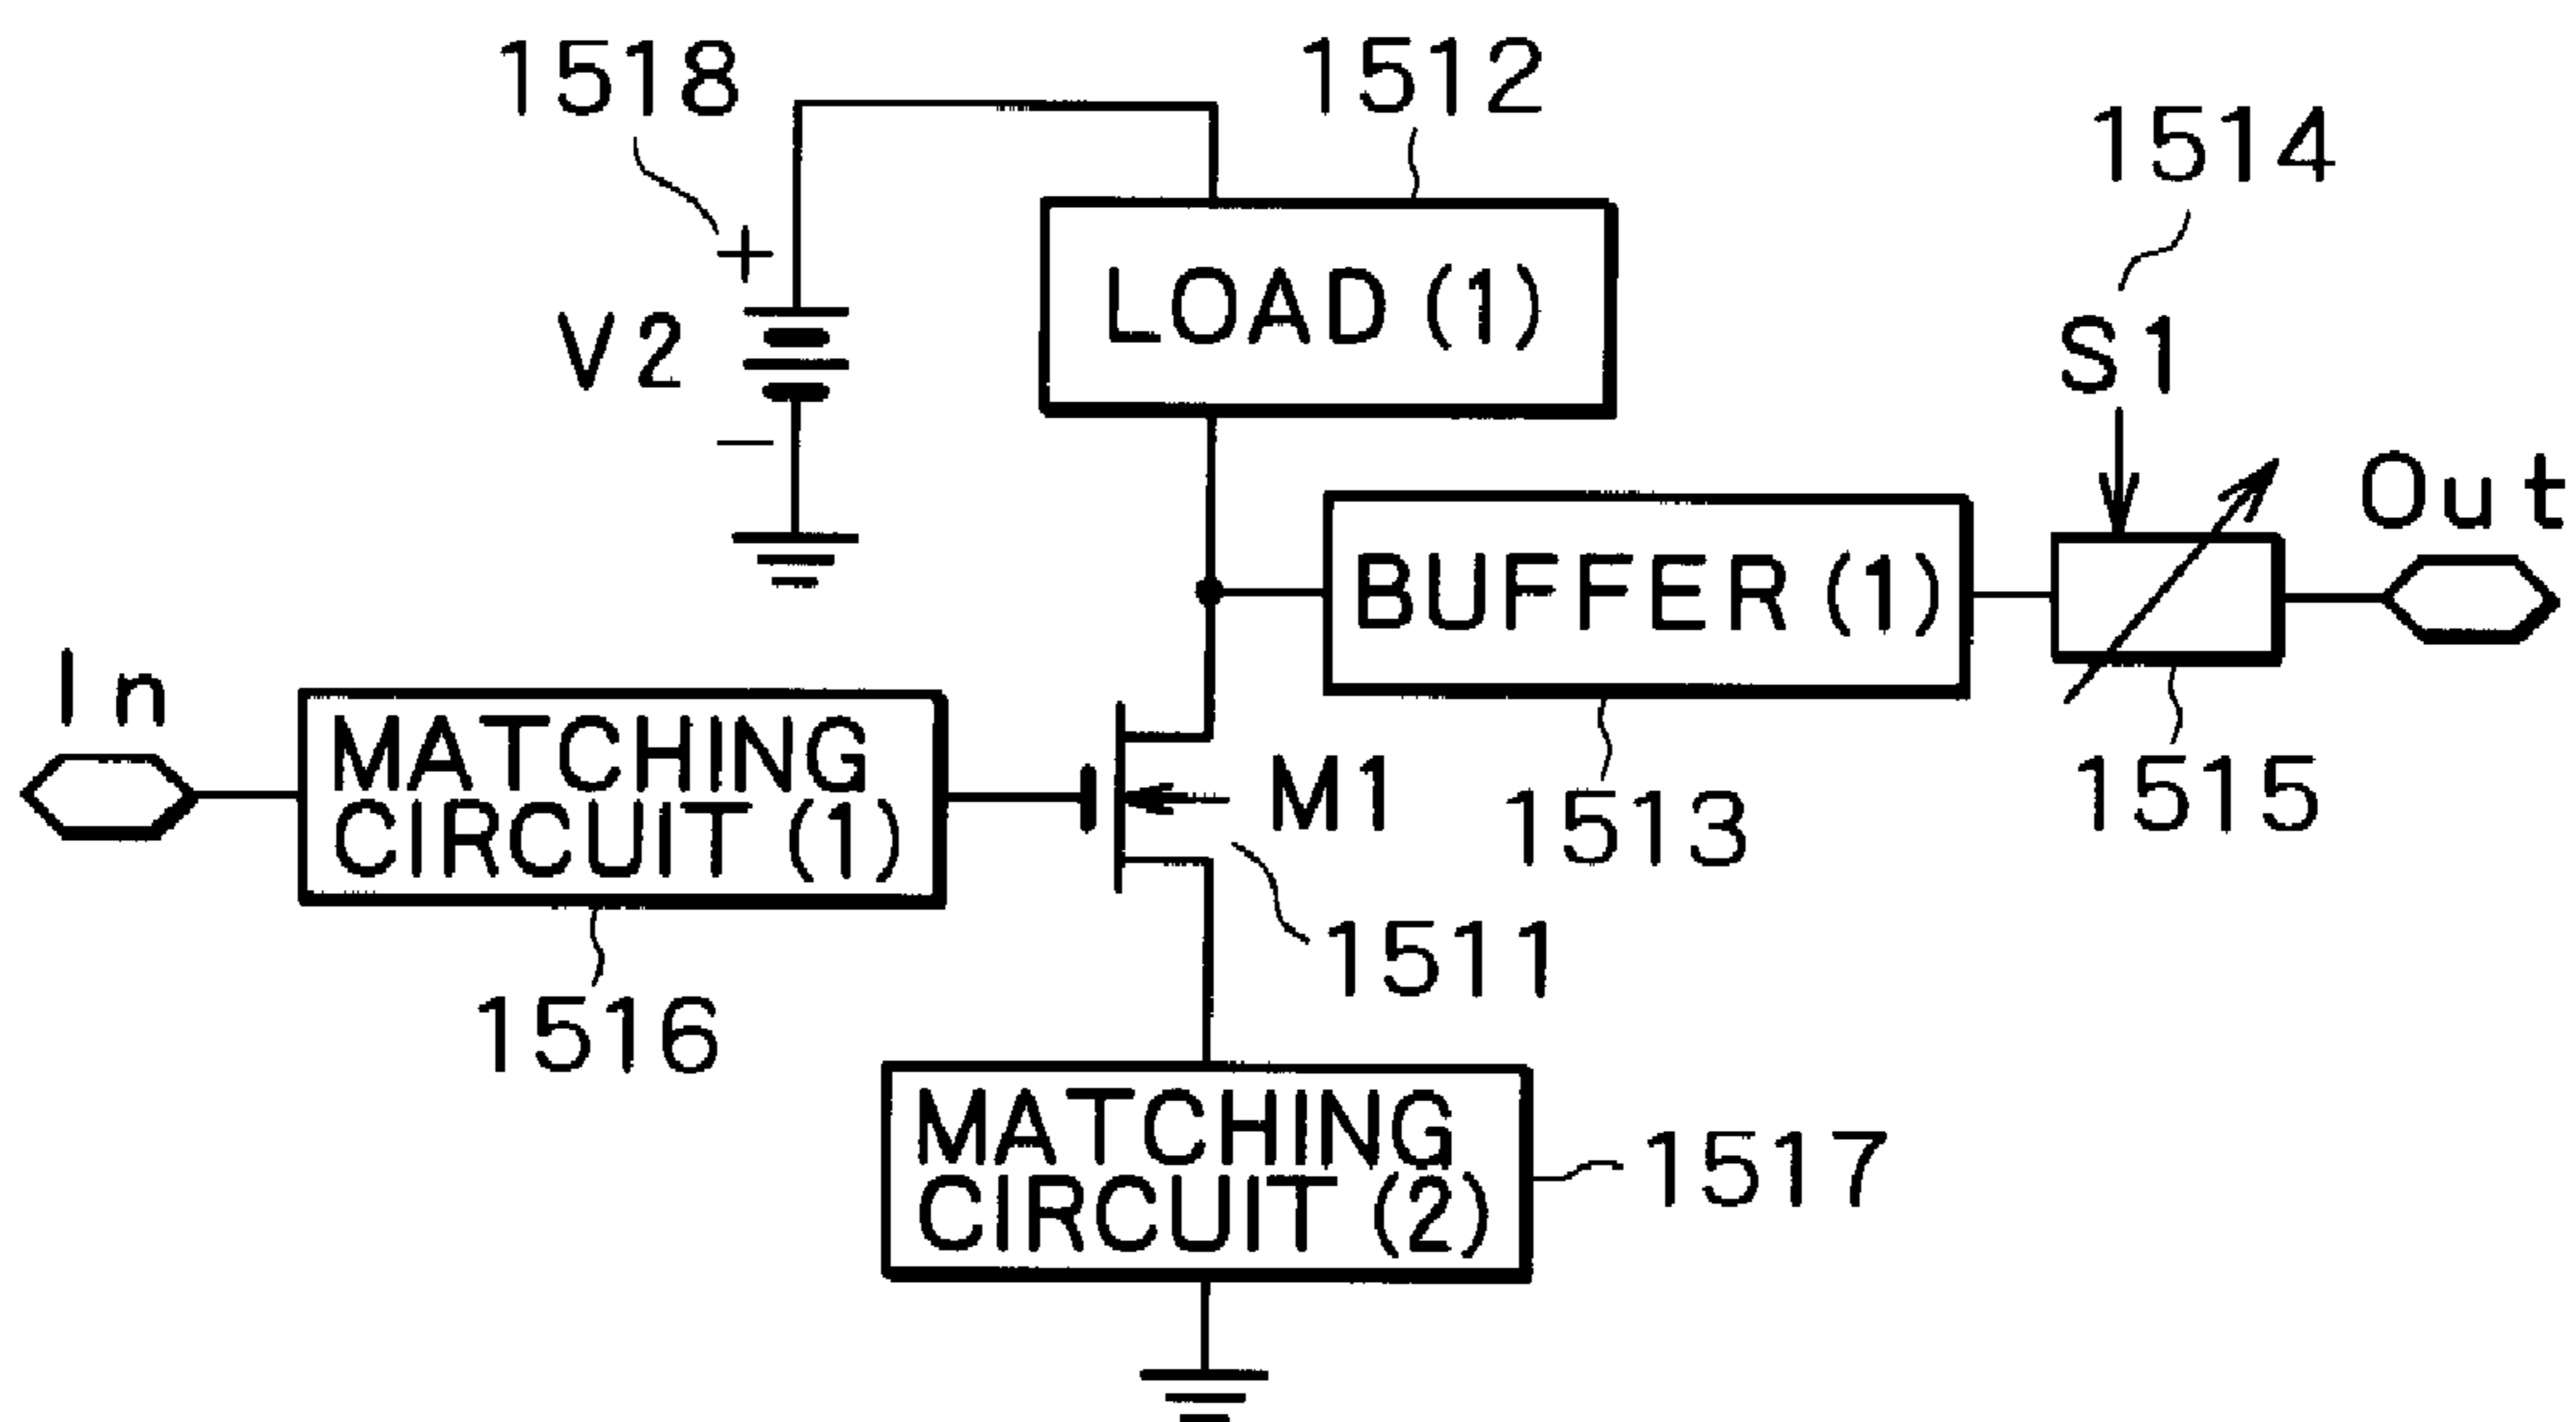 1518
1512
1514
+
V2
−
LOAD (1)
S1
Out
BUFFER (1)
In
MATCHING
CIRCUIT (1)
M1
1513
1515
1511
1516
MATCHING
CIRCUIT (2)
1517